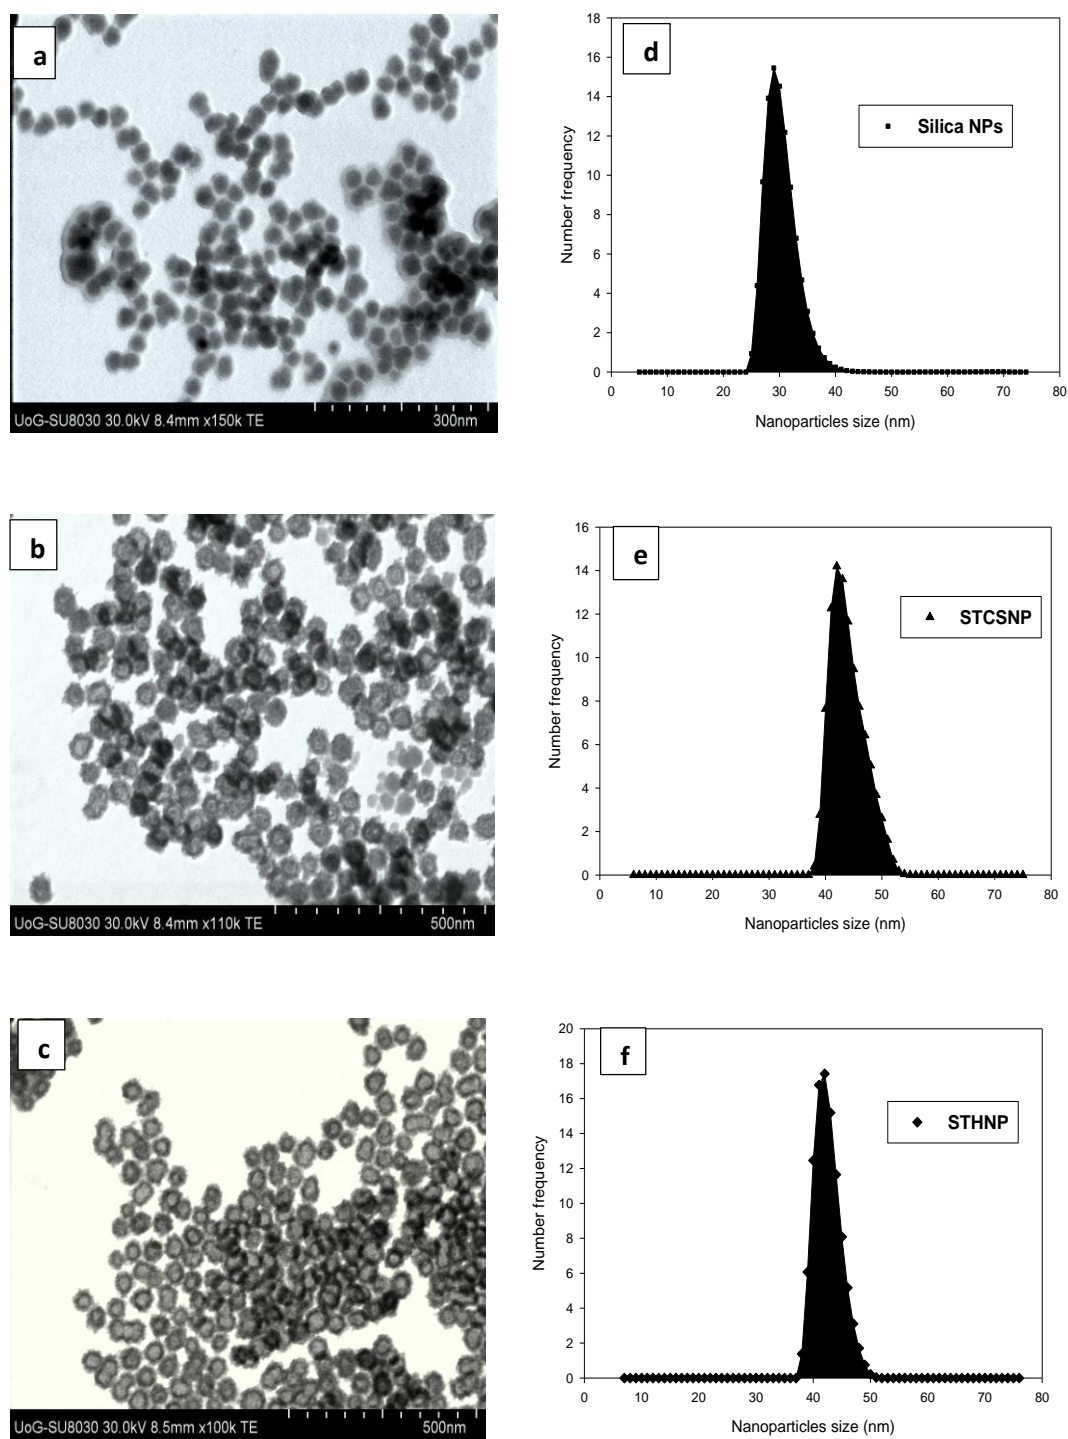 a
UoG-SU8030 30.0kV 8.4mm x150k TE 300nm
d
18
16
14
12
10
8
6
4
2
0
Number frequency
Silica NPs
0 10 20 30 40 50 60 70 80
Nanoparticles size (nm)
b
UoG-SU8030 30.0kV 8.4mm x110k TE 500nm
e
16
14
12
10
8
6
4
2
0
Number frequency
STCSNP
0 10 20 30 40 50 60 70 80
Nanoparticles size (nm)
c
UoG-SU8030 30.0kV 8.5mm x100k TE 500nm
f
20
18
16
14
12
10
8
6
4
2
0
Number frequency
STHNP
0 10 20 30 40 50 60 70 80
Nanoparticles size (nm)